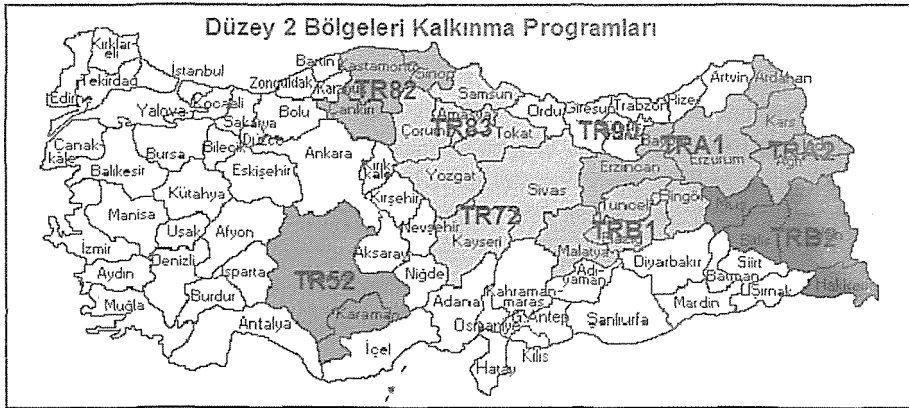 Düzey 2 Bölgeleri Kalkınma Programları
Kırklar
eli
Tekirdağ
Edirne
İstanbul
Yalova
Kocaeli
Sakarya
Düzce
Zonguldak
Bartın
Karabük
Bolu
Kastamonu
Sinop
TR82
Çankırı
Samsun
Çorum
Amasya
TR83
Tokat
Ordu
Giresun
Trabzon
TR90
Rize
Artvin
Ardahan
Kars
TRA1
Erzurum
Erzincan
TRA2
Ağrı
Çanak-
kale
Balıkesir
Bursa
Bilecik
Eskişehir
Kütahya
Ankara
Kırık
kale
Kırşehir
Yozgat
Sivas
TR72
Kayseri
Nevşehir
Aksaray
Niğde
Manisa
Uşak
Afyon
İzmir
Aydın
Denizli
Isparta
Burdur
Muğla
Antalya
TR52
Karaman
İçel
Adana
Kahraman-
maraş
Osmaniye
G.Antep
Kilis
Hatay
Malatya
Adı-
yaman
Tunceli
Bingöl
TRB1
Elazığ
Muş
TRB2
Bitlis
Diyarbakır
Batman
Siirt
Şırnak
Mardin
Şanlıurfa
Hakkari